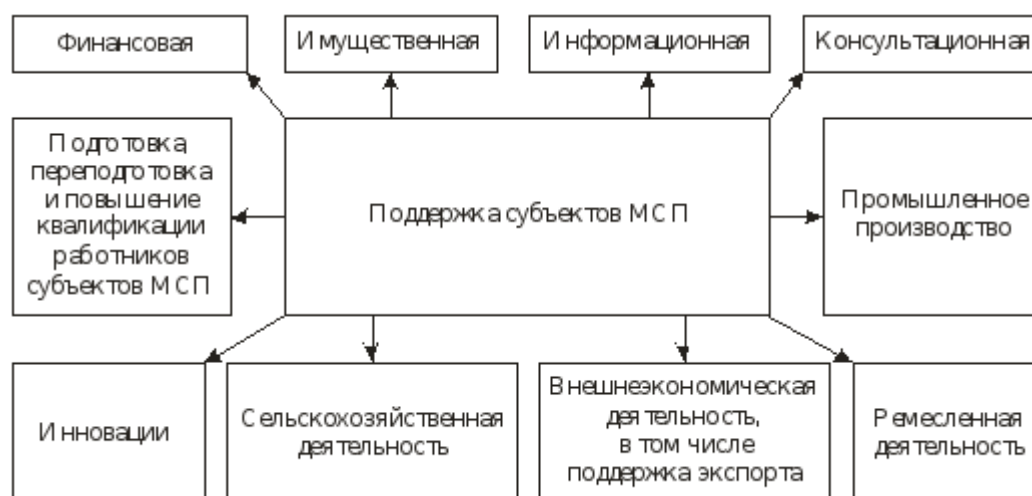 Финансовая
Имущественная
Информационная
Консультационная
Подготовка,
переподготовка
и повышение
квалификации
работников
субъектов МСП
Поддержка субъектов МСП
Промышленное
производство
Инновации
Сельскохозяйственная
деятельность
Внешнеэкономическая
деятельность,
в том числе
поддержка экспорта
Ремесленная
деятельность